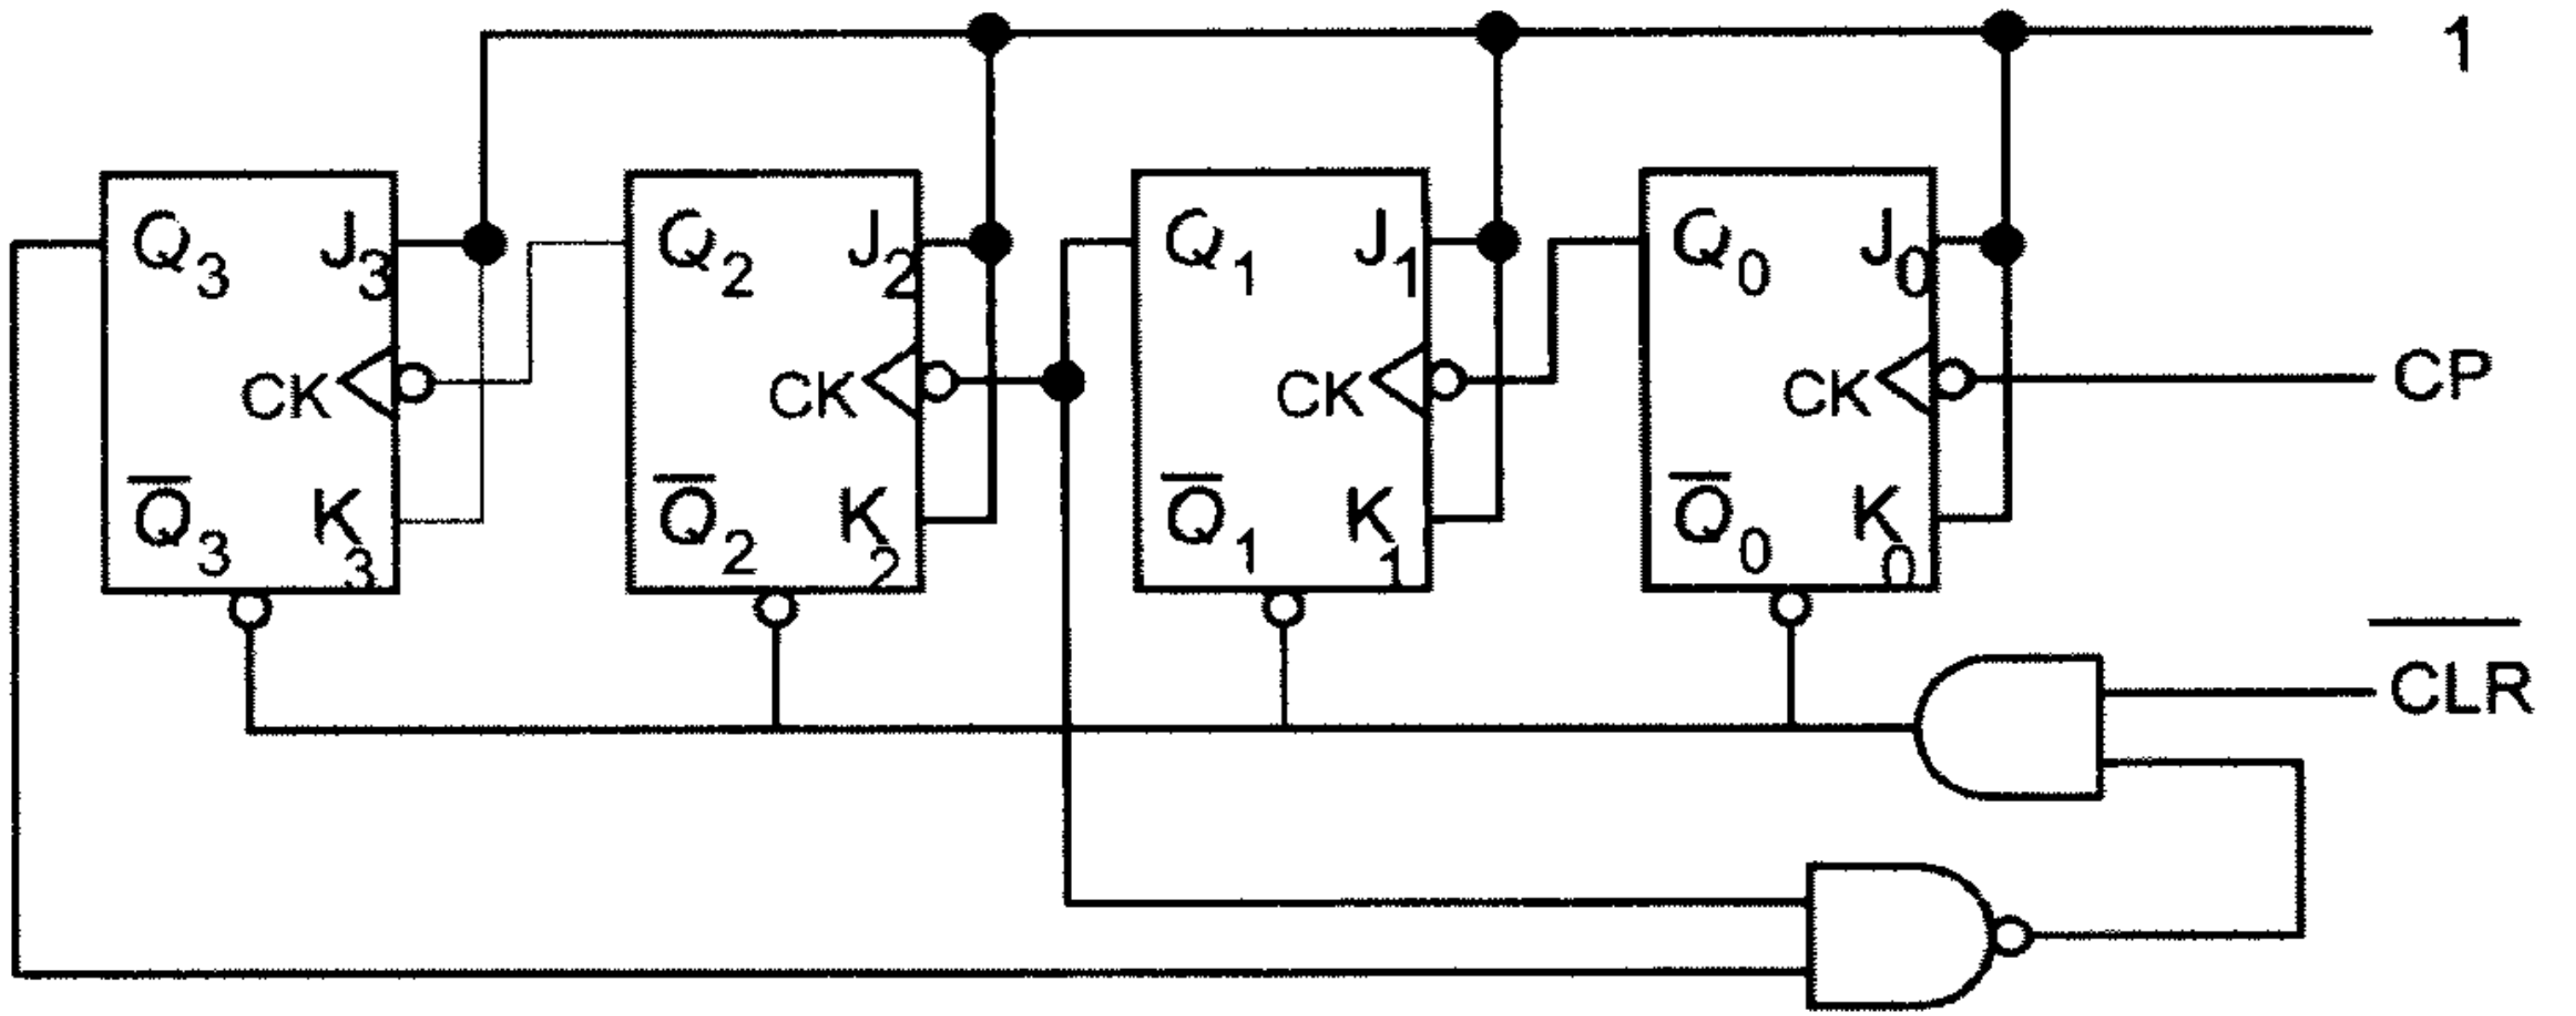 1
Q3 J3 Q2 J2 Q1 J1 Q0 J0
CK CK CK CK CP
Q̅3 K3 Q̅2 K2 Q̅1 K1 Q̅0 K0
C̅L̅R̅